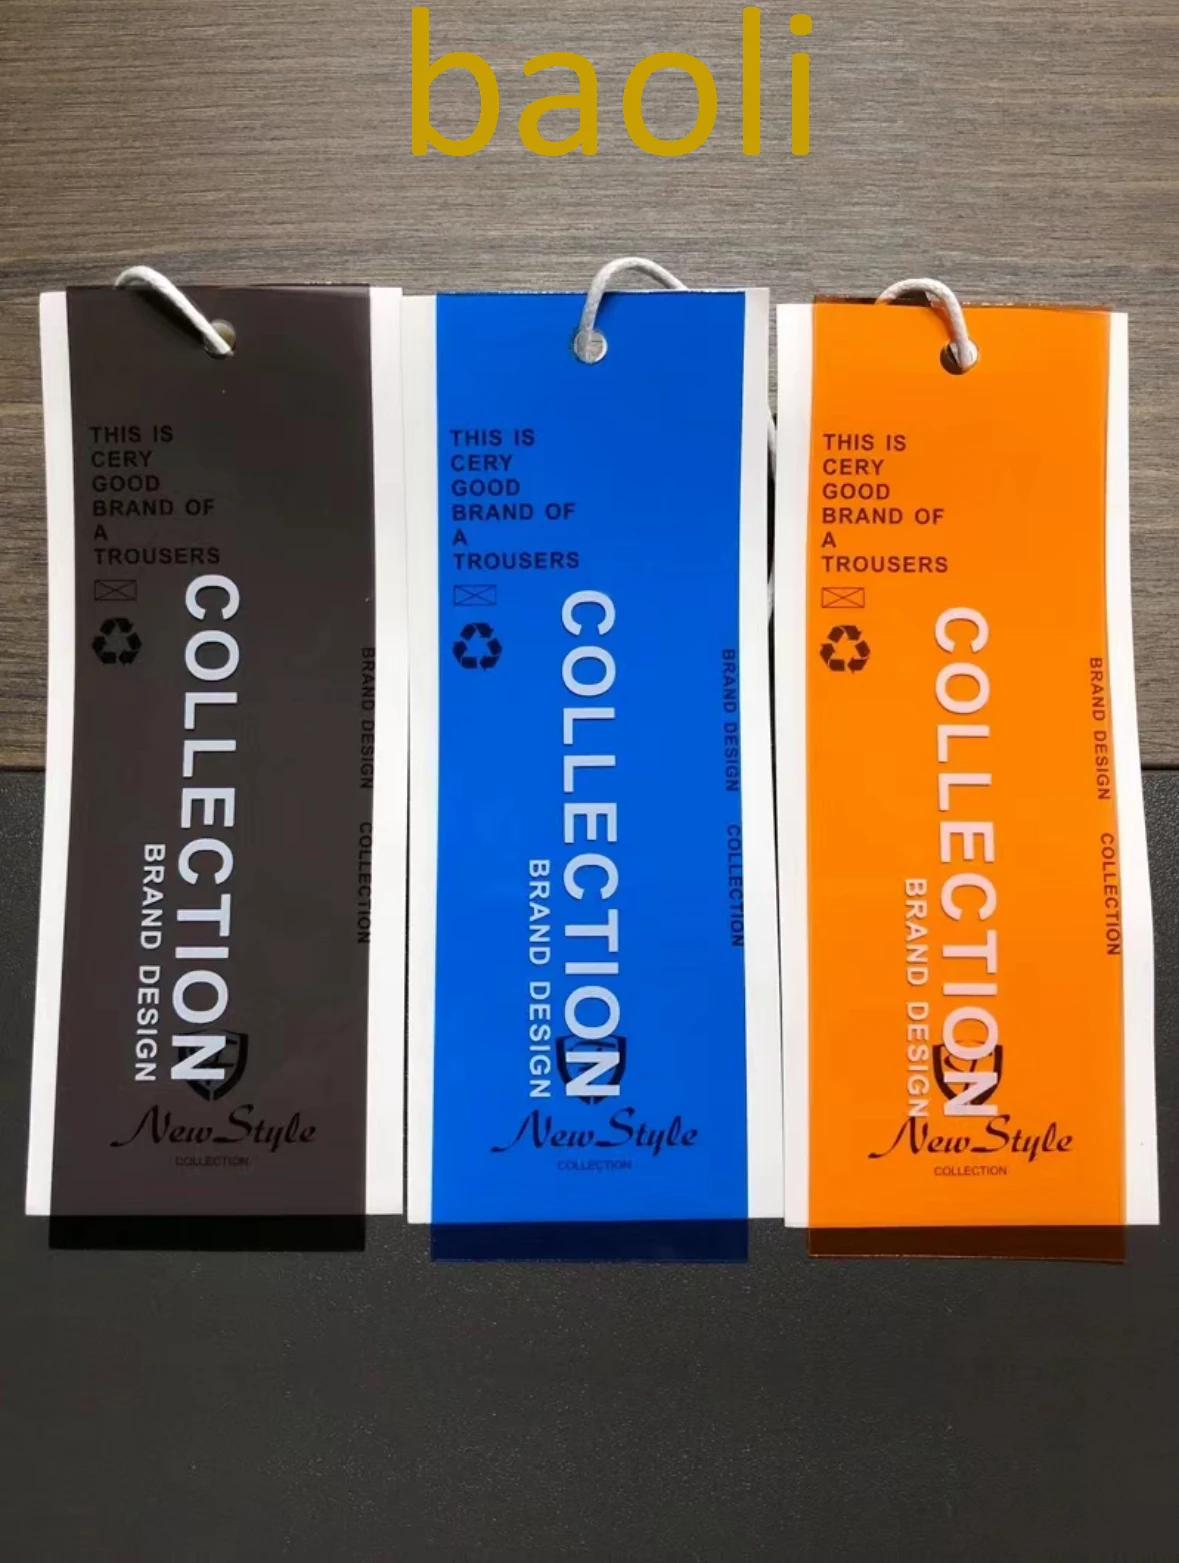 baoli
THIS IS
CERY
GOOD
BRAND OF
A
TROUSERS
COLLECTION
BRAND DESIGN
BRAND DESIGN COLLECTION
New Style
COLLECTION
THIS IS
CERY
GOOD
BRAND OF
A
TROUSERS
COLLECTION
BRAND DESIGN
BRAND DESIGN COLLECTION
New Style
COLLECTION
THIS IS
CERY
GOOD
BRAND OF
A
TROUSERS
COLLECTION
BRAND DESIGN
BRAND DESIGN COLLECTION
New Style
COLLECTION